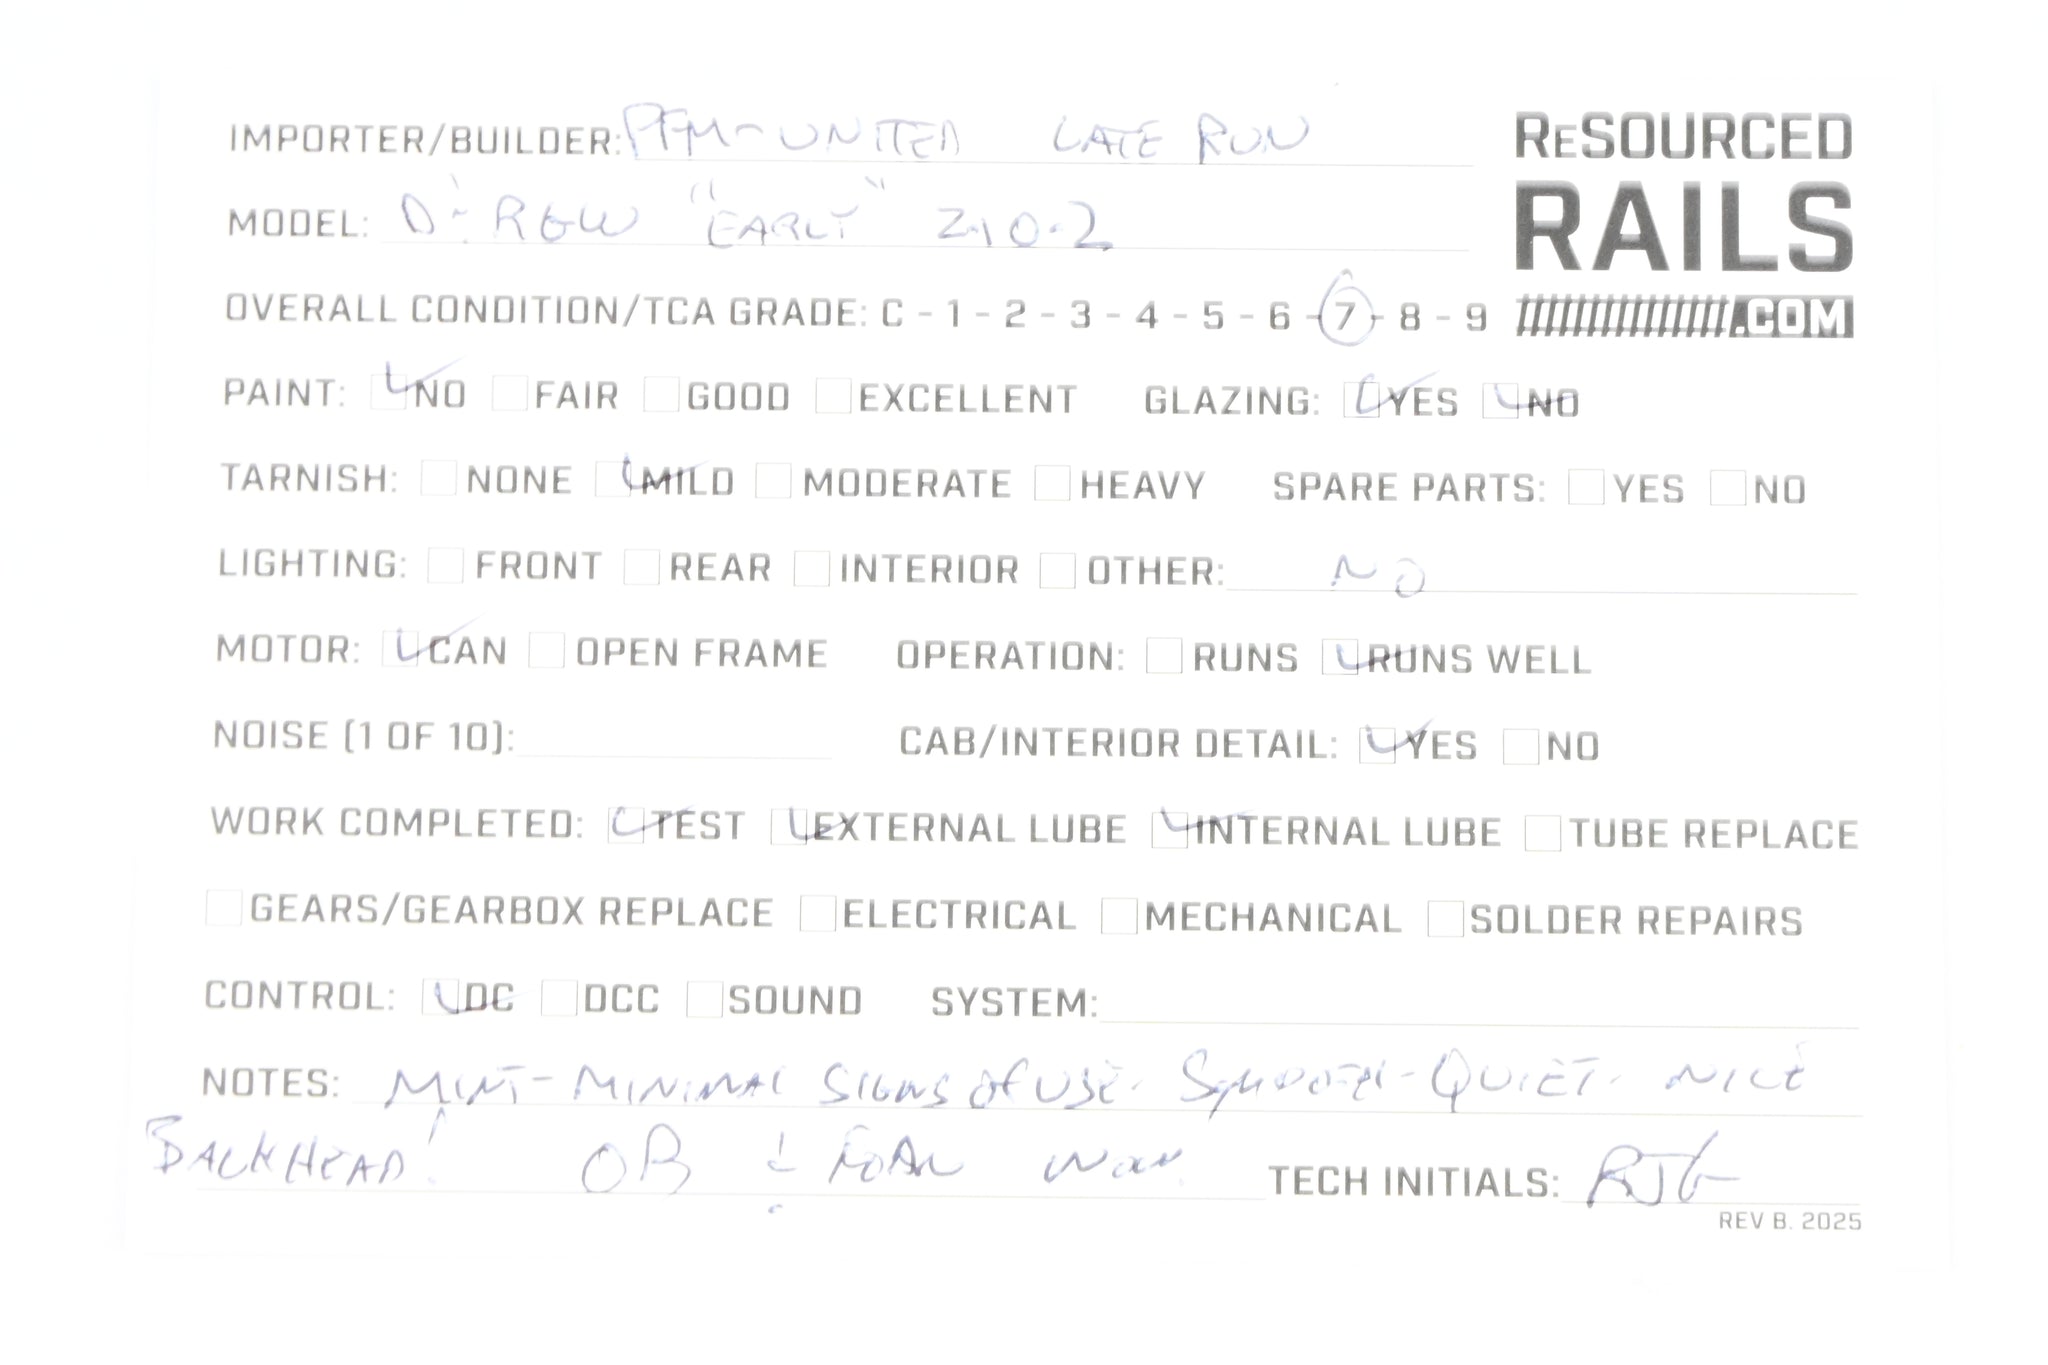 IMPORTER/BUILDER: PFM-UNITED LATE RUN
RESOURCED
RAILS
.COM
MODEL: D&RGW "EARLY" 2-10-2
OVERALL CONDITION/TCA GRADE: C - 1 - 2 - 3 - 4 - 5 - 6 - 7 - 8 - 9
PAINT: NO FAIR GOOD EXCELLENT GLAZING: YES NO
TARNISH: NONE MILD MODERATE HEAVY SPARE PARTS: YES NO
LIGHTING: FRONT REAR INTERIOR OTHER: NO
MOTOR: CAN OPEN FRAME OPERATION: RUNS RUNS WELL
NOISE (1 OF 10): CAB/INTERIOR DETAIL: YES NO
WORK COMPLETED: TEST EXTERNAL LUBE INTERNAL LUBE TUBE REPLACE
GEARS/GEARBOX REPLACE ELECTRICAL MECHANICAL SOLDER REPAIRS
CONTROL: DC DCC SOUND SYSTEM:
NOTES: MINT-MINIMAL SIGNS OF USE. SMOOTH-QUIET. NICE
BACKHEAD! OB & FOAM TECH INITIALS: RJG
REV B. 2025